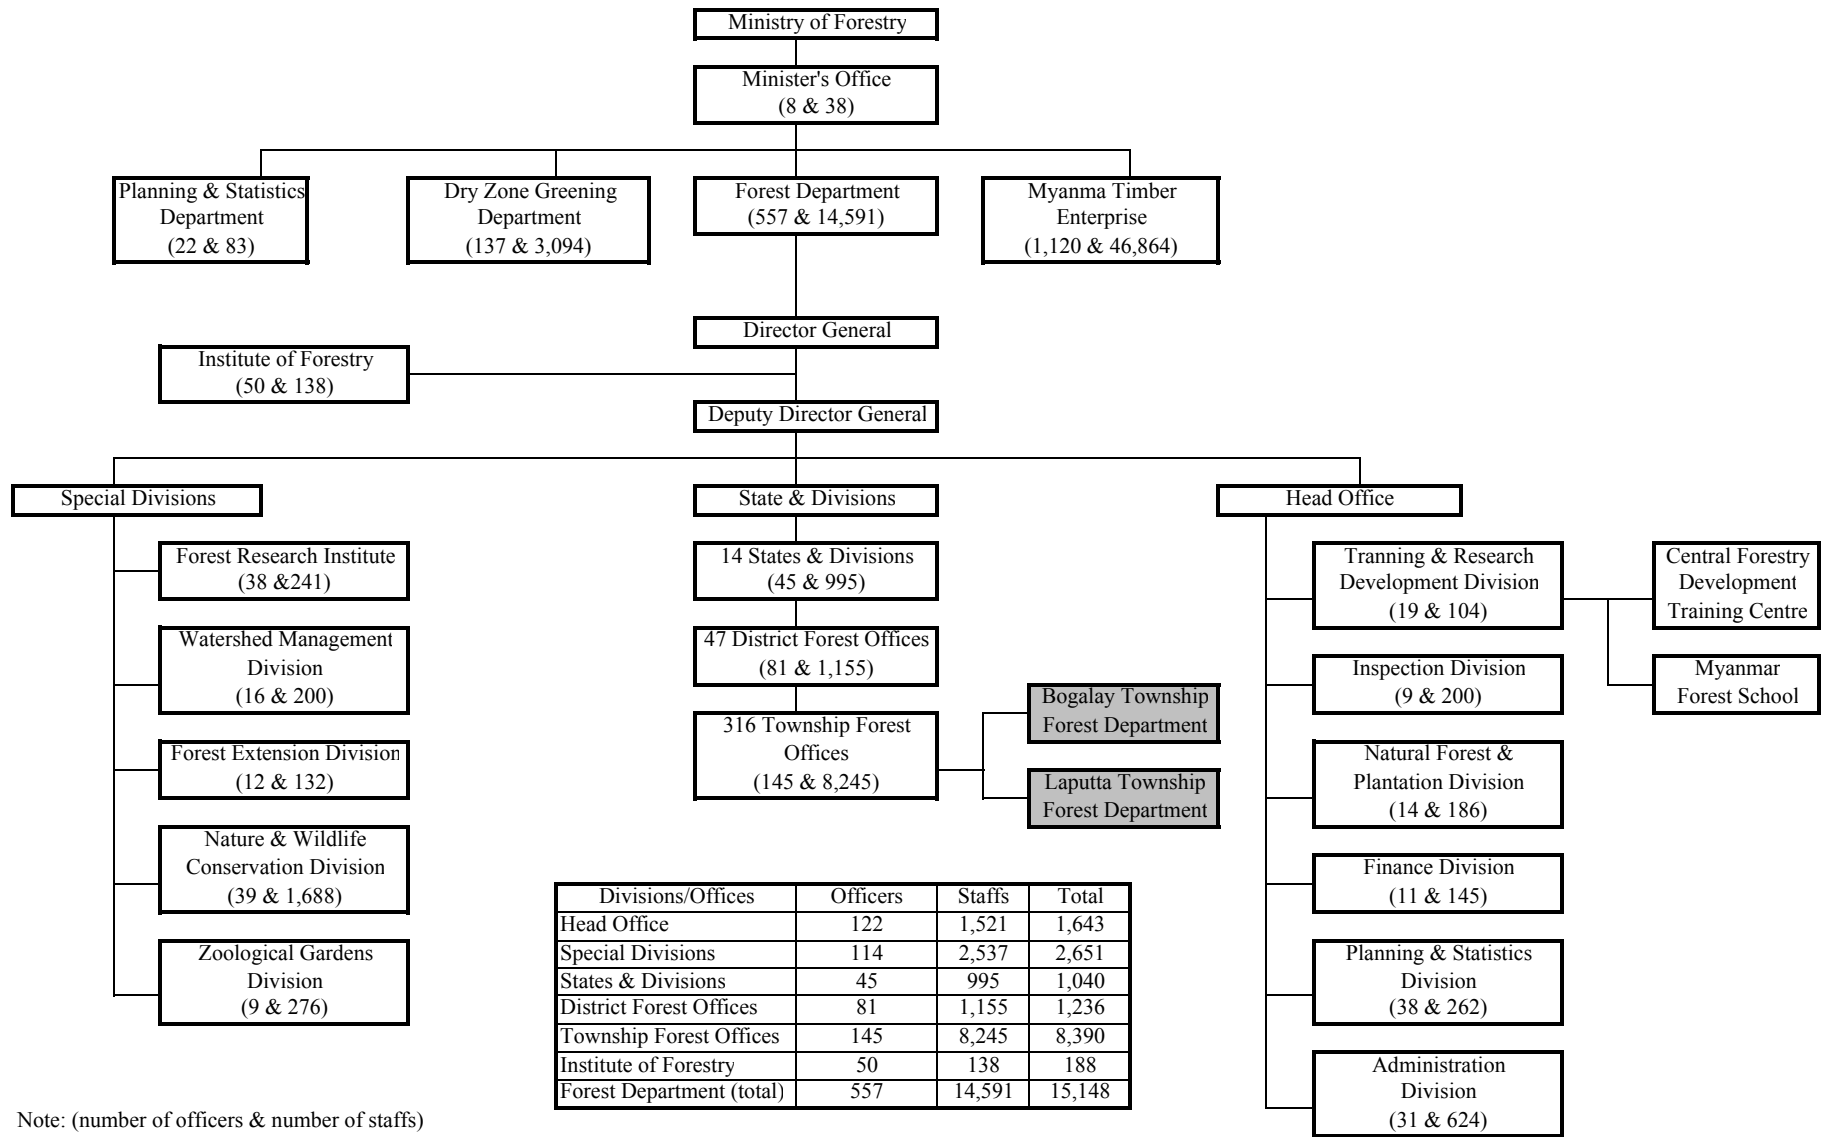 Ministry of Forestry
Minister's Office
(8 & 38)
Planning & Statistics
Department
(22 & 83)
Dry Zone Greening
Department
(137 & 3,094)
Forest Department
(557 & 14,591)
Myanma Timber
Enterprise
(1,120 & 46,864)
Director General
Institute of Forestry
(50 & 138)
Deputy Director General
Special Divisions
Forest Research Institute
(38 &241)
Watershed Management
Division
(16 & 200)
Forest Extension Division
(12 & 132)
Nature & Wildlife
Conservation Division
(39 & 1,688)
Zoological Gardens
Division
(9 & 276)
State & Divisions
14 States & Divisions
(45 & 995)
47 District Forest Offices
(81 & 1,155)
316 Township Forest
Offices
(145 & 8,245)
Bogalay Township
Forest Department
Laputta Township
Forest Department
Head Office
Tranning & Research
Development Division
(19 & 104)
Central Forestry
Development
Training Centre
Myanmar
Forest School
Inspection Division
(9 & 200)
Natural Forest &
Plantation Division
(14 & 186)
Finance Division
(11 & 145)
Planning & Statistics
Division
(38 & 262)
Administration
Division
(31 & 624)
Divisions/Offices Officers Staffs Total
Head Office 122 1,521 1,643
Special Divisions 114 2,537 2,651
States & Divisions 45 995 1,040
District Forest Offices 81 1,155 1,236
Township Forest Offices 145 8,245 8,390
Institute of Forestry 50 138 188
Forest Department (total) 557 14,591 15,148
Note: (number of officers & number of staffs)